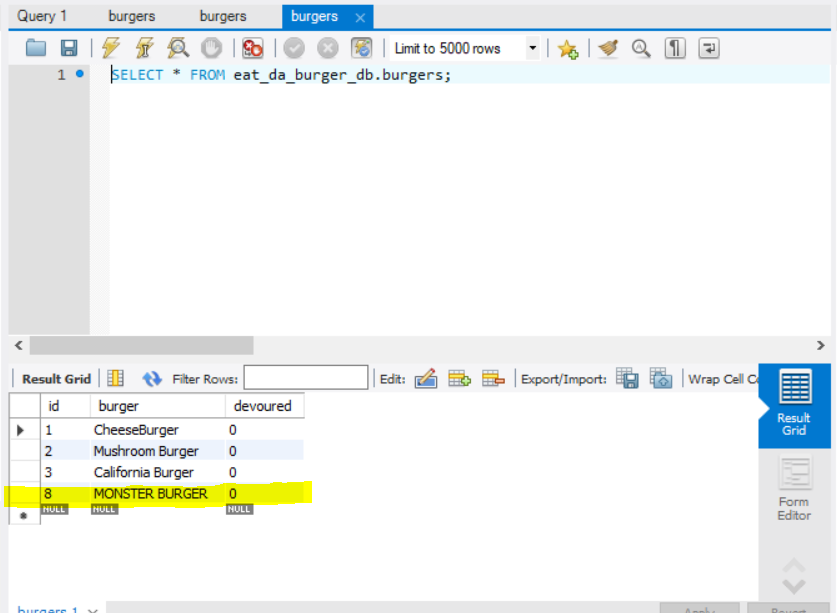 Query 1 burgers burgers burgers
Limit to 5000 rows
1 SELECT * FROM eat_da_burger_db.burgers;
Result Grid Filter Rows: Edit: Export/Import: Wrap Cell Co
id burger devoured
1 CheeseBurger 0
2 Mushroom Burger 0
3 California Burger 0
8 MONSTER BURGER 0
NULL NULL NULL
Result
Grid
Form
Editor
burgers 1 Apply Revert